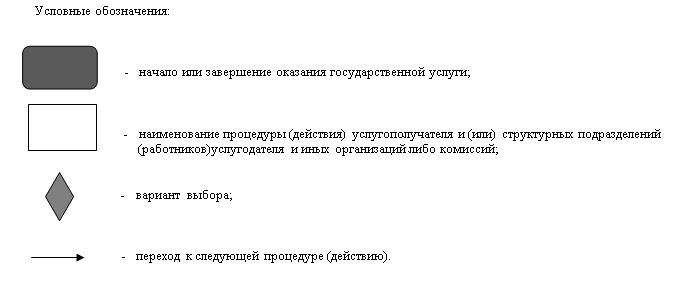 Условные обозначения:
- начало или завершение оказания государственной услуги;
- наименование процедуры (действия) услугополучателя и (или) структурных подразделений
(работников)услугодателя и иных организаций либо комиссий;
- вариант выбора;
- переход к следующей процедуре (действию).